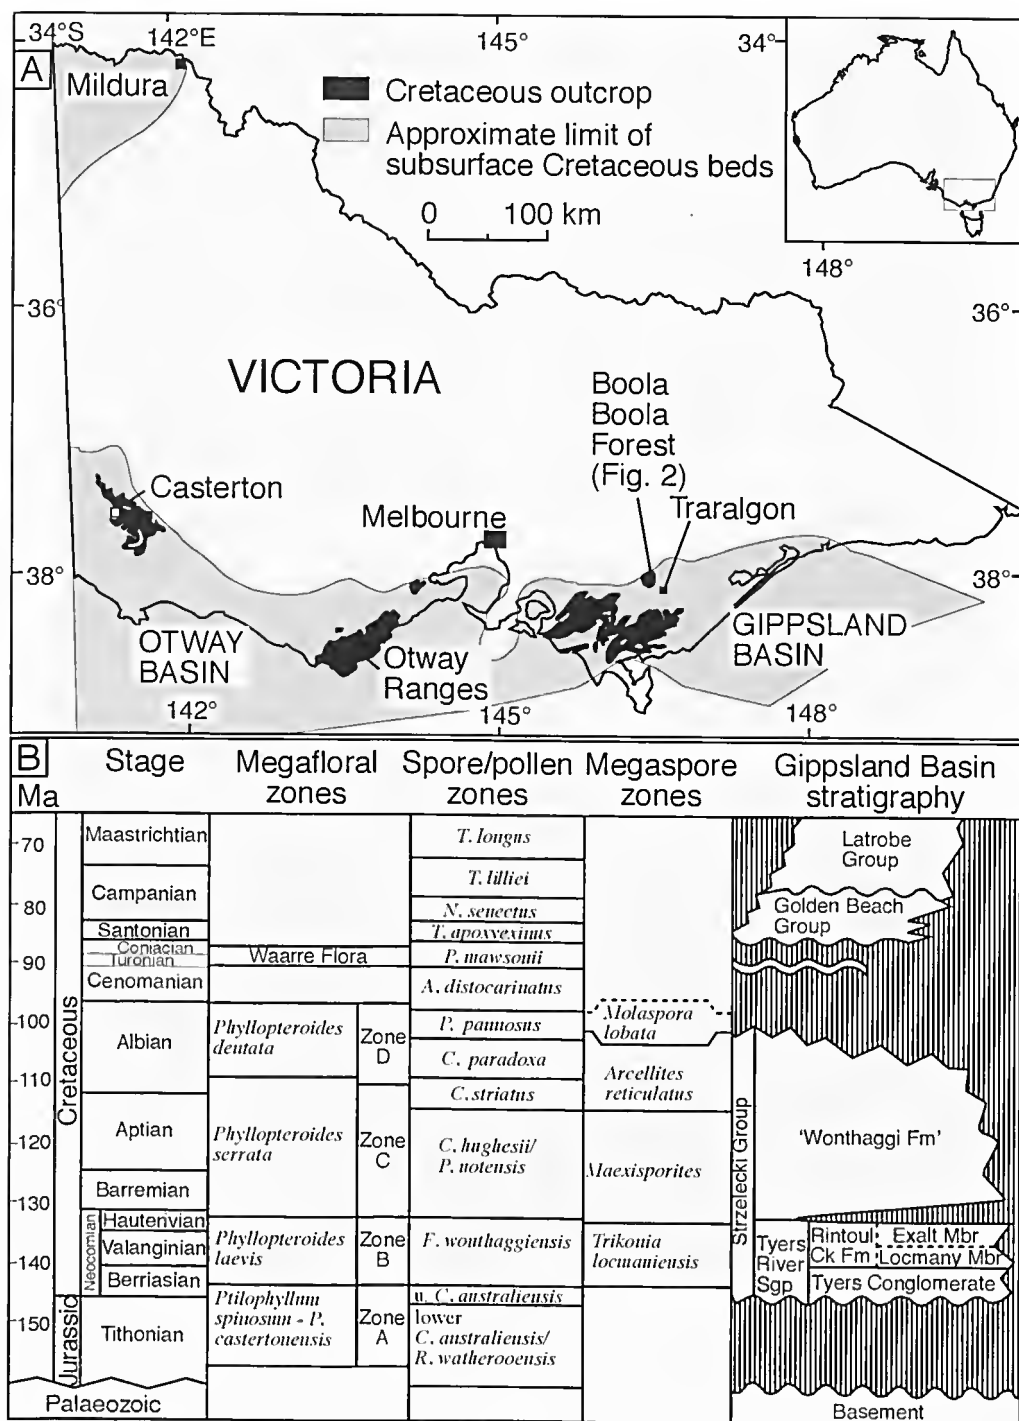 34°S
142°E
145°
34°
A
Mildura
Cretaceous outcrop
Approximate limit of
subsurface Cretaceous beds
0
100 km
148°
36°
36°
VICTORIA
Boola
Boola
Forest
(Fig. 2)
Casterton
Melbourne
Traralgon
38°
38°
OTWAY
BASIN
Otway
Ranges
GIPPSLAND
BASIN
142°
145°
148°
B
Stage
Megafloral
zones
Spore/pollen
zones
Megaspore
zones
Gippsland Basin
stratigraphy
Ma
70
80
90
100
110
120
130
140
150
Cretaceous
Jurassic
Neocomian
Maastrichtian
Campanian
Santonian
Coniacian
Turonian
Cenomanian
Albian
Aptian
Barremian
Hauterivian
Valanginian
Berriasian
Tithonian
Palaeozoic
Waarre Flora
Phyllopteroides
dentata
Zone
D
Phyllopteroides
serrata
Zone
C
Phyllopteroides
laevis
Zone
B
Ptilophyllum
spinosum - P.
castertonensis
Zone
A
T. longus
T. lilliei
N. senectus
T. apoxyexinus
P. mawsonii
A. distocarinatus
P. pannosus
C. paradoxa
C. striatus
C. hughesii/
P. notensis
F. wonthaggiensis
u. C. australiensis
lower
C. australiensis/
R. watherooensis
Molaspora
lobata
Arcellites
reticulatus
Maexisporites
Trikonia
locmaniensis
Latrobe
Group
Golden Beach
Group
Strzelecki Group
'Wonthaggi Fm'
Tyers
River
Sgp
Rintoul
Ck Fm
Exalt Mbr
Locmany Mbr
Tyers Conglomerate
Basement